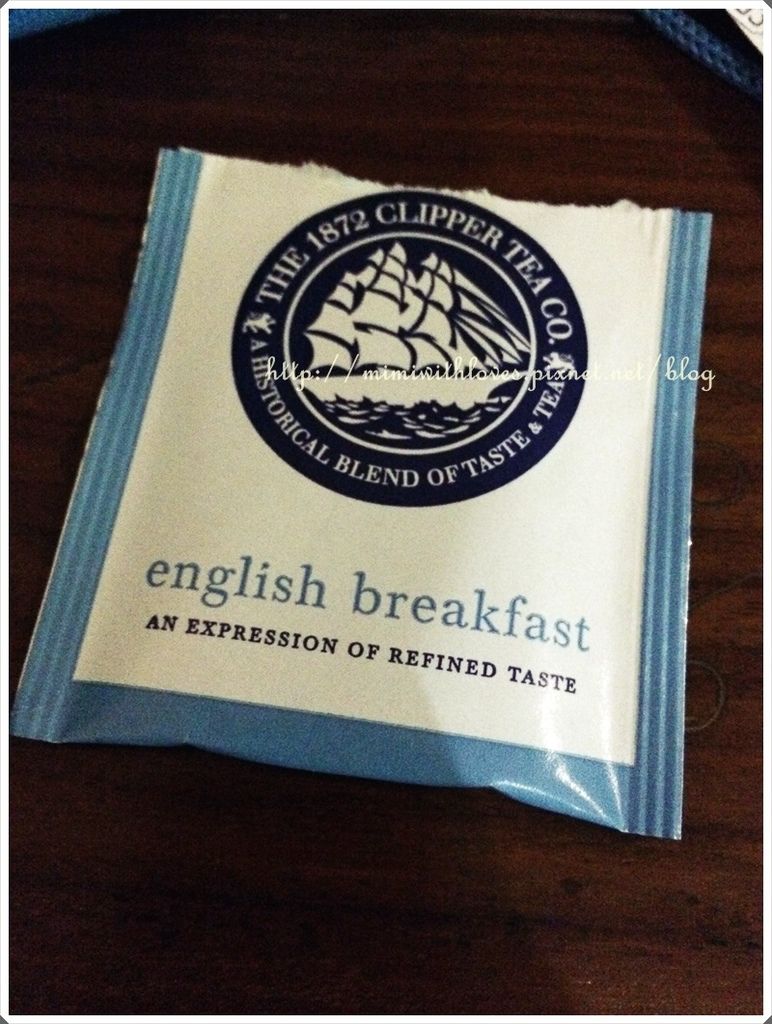 THE 1872 CLIPPER TEA CO.
A HISTORICAL BLEND OF TASTE & TEA
http://mimiwithloves.pixnet.net/blog
english breakfast
AN EXPRESSION OF REFINED TASTE